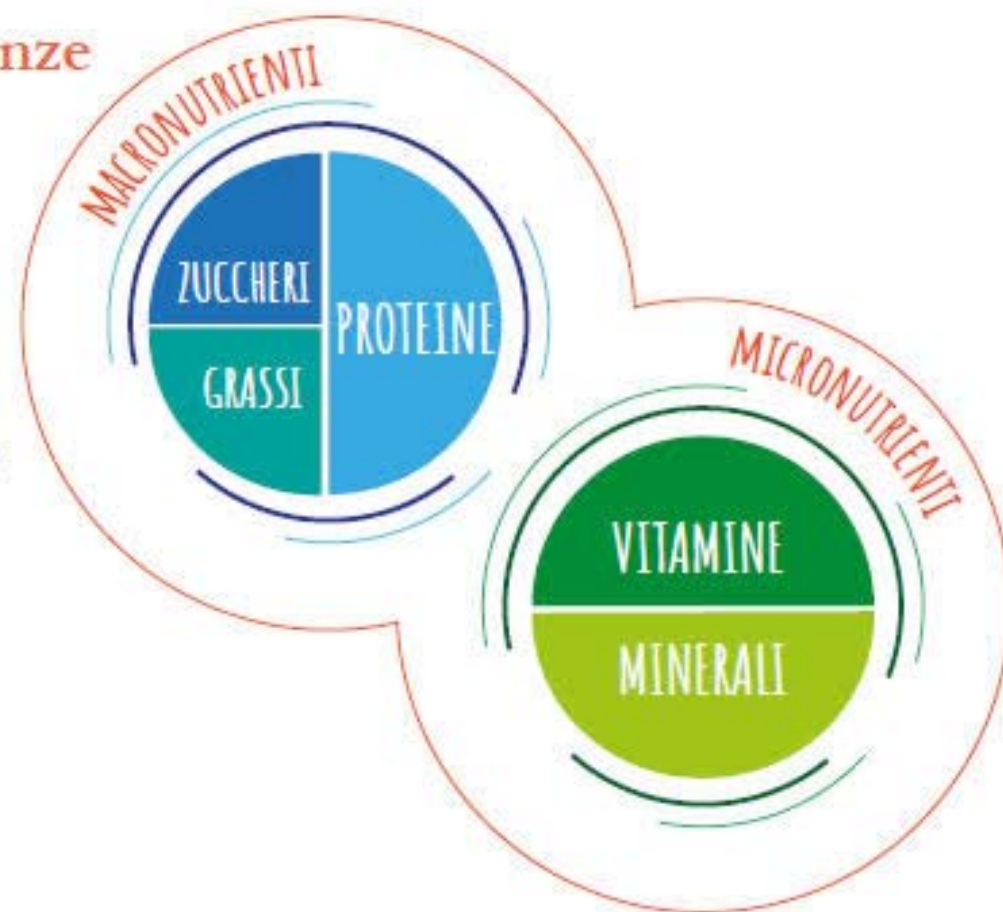 nze
MACRONUTRIENTI
ZUCCHERI
PROTEINE
GRASSI
MICRONUTRIENTI
VITAMINE
MINERALI